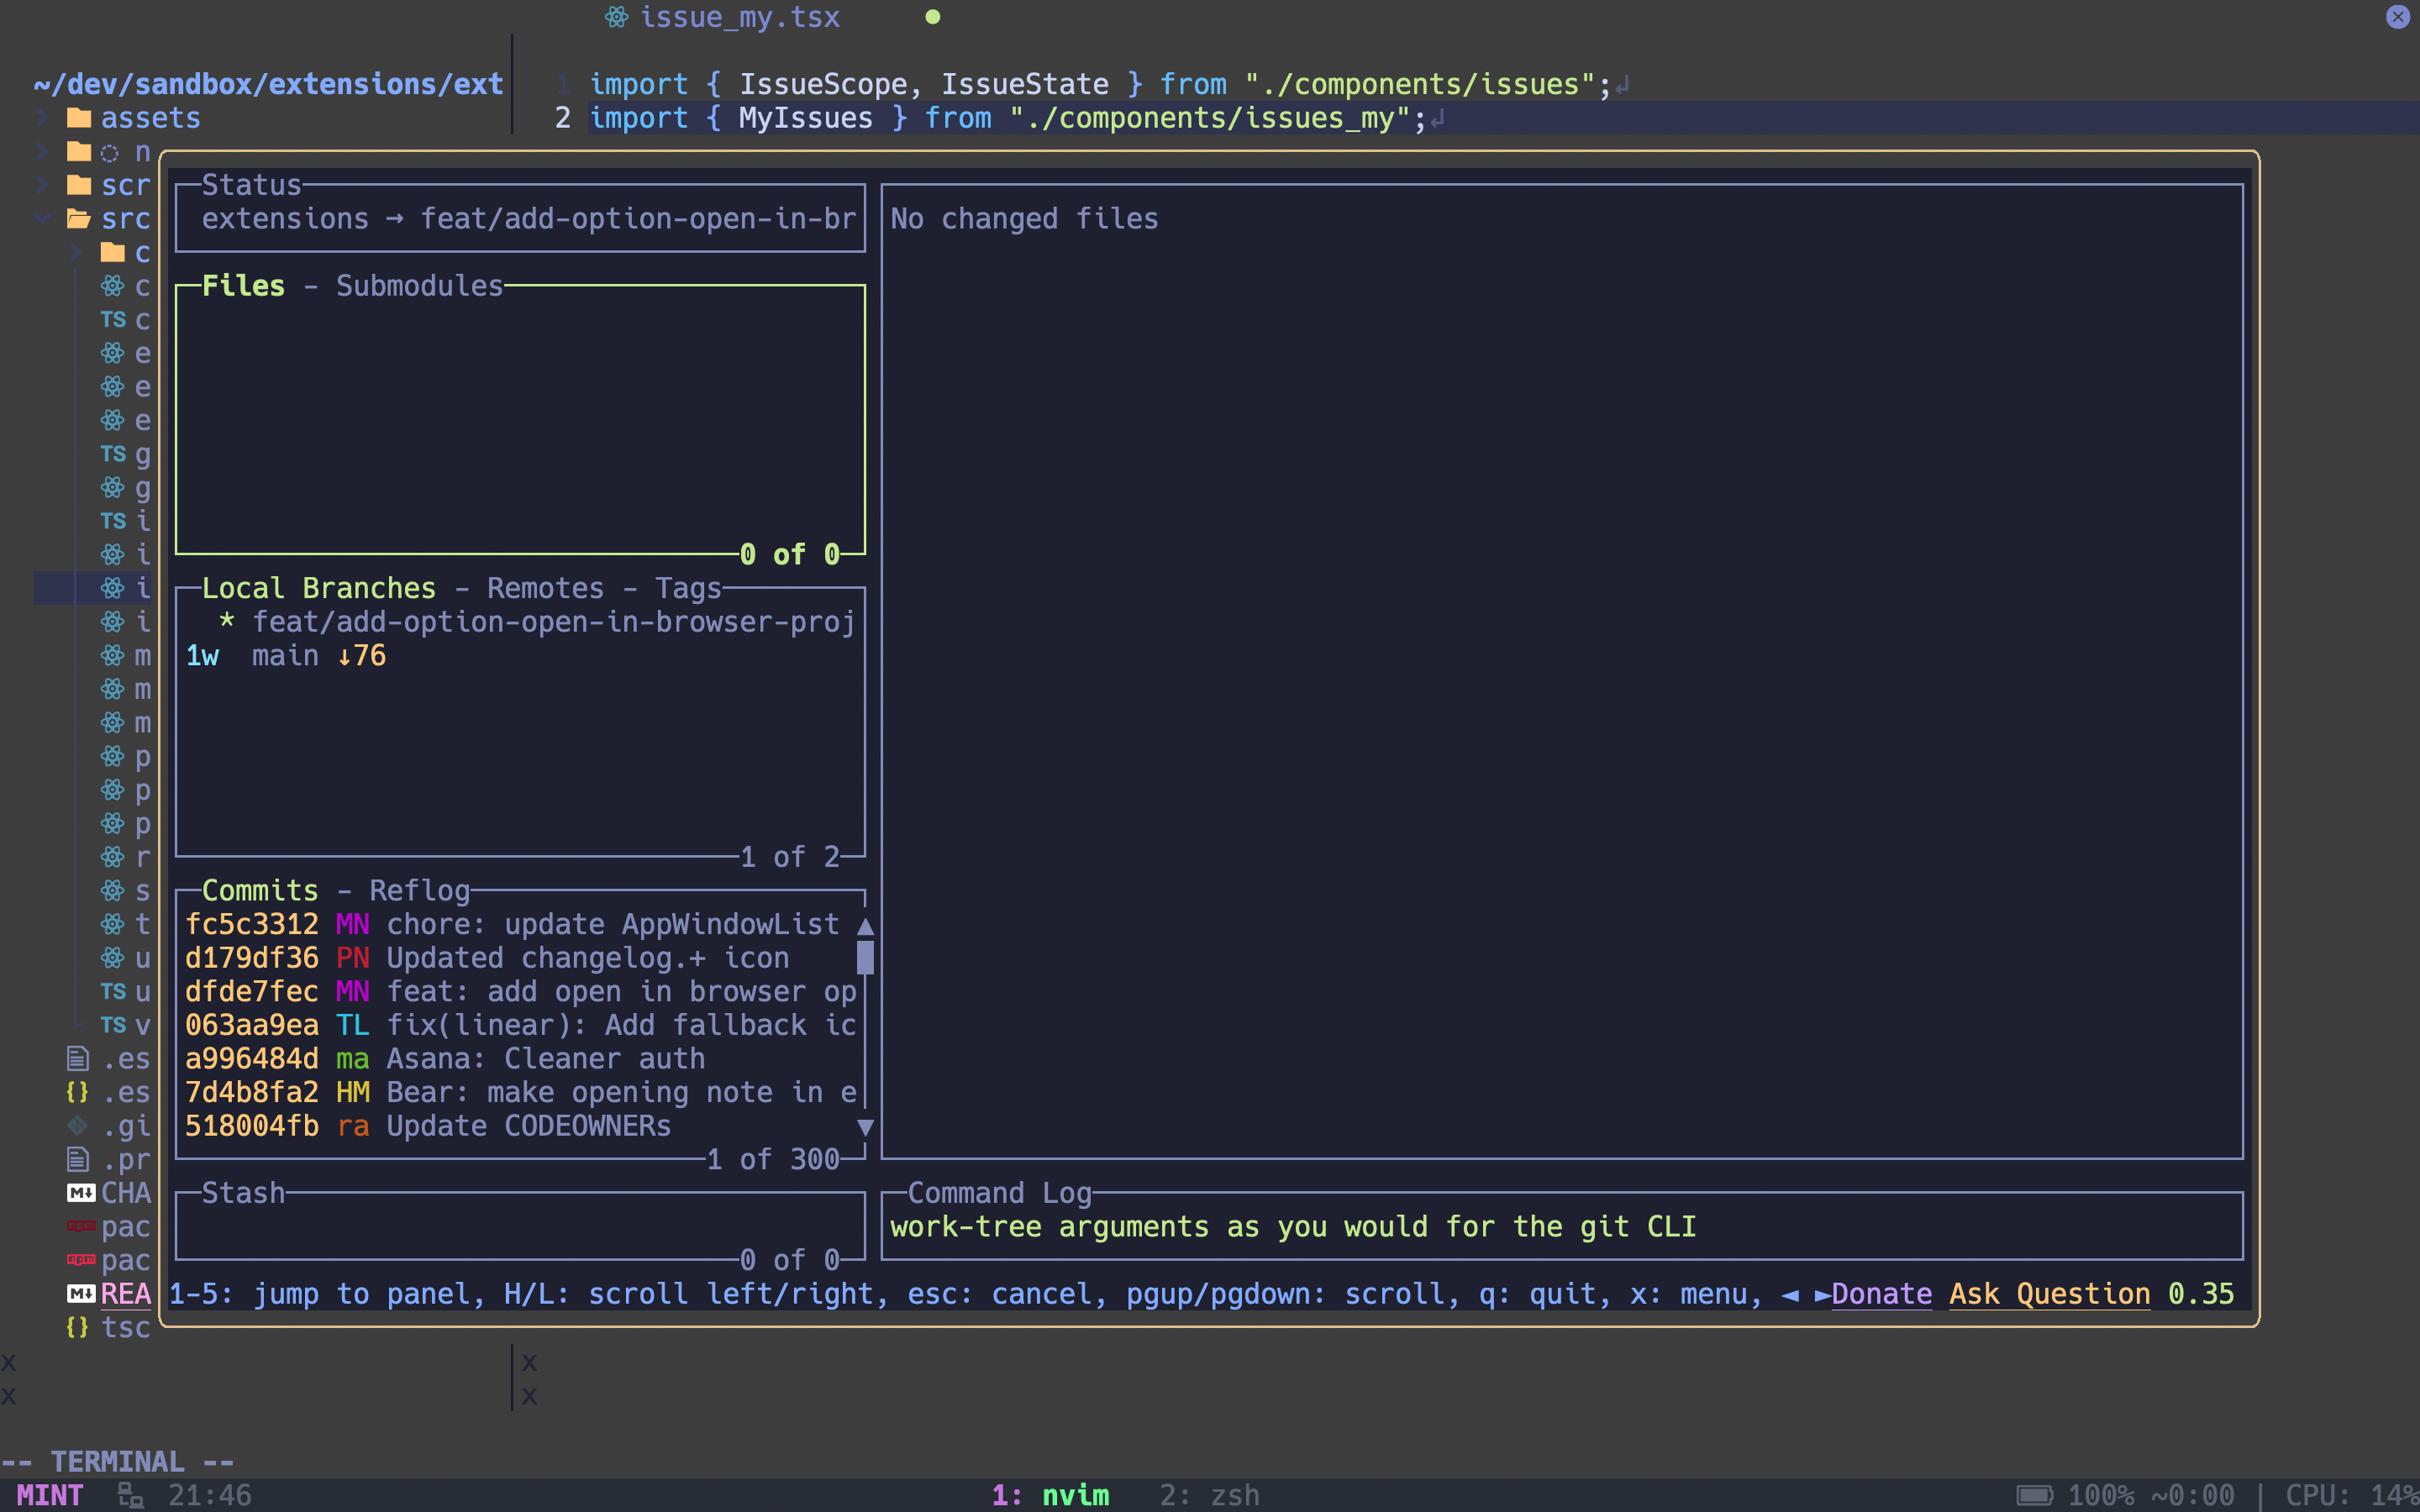 issue_my.tsx
~/dev/sandbox/extensions/ext
1 import { IssueScope, IssueState } from "./components/issues";
assets
2 import { MyIssues } from "./components/issues_my";
n
scr
src
c
c
TS c
e
e
e
TS g
g
TS i
i
i
i
m
m
m
p
p
p
r
s
t
u
TS u
TS v
.es
{} .es
.gi
.pr
CHA
pac
pac
REA
{} tsc
Status
extensions → feat/add-option-open-in-br
Files - Submodules
0 of 0
Local Branches - Remotes - Tags
* feat/add-option-open-in-browser-proj
1w main ↓76
1 of 2
Commits - Reflog
fc5c3312 MN chore: update AppWindowList
d179df36 PN Updated changelog.+ icon
dfde7fec MN feat: add open in browser op
063aa9ea TL fix(linear): Add fallback ic
a996484d ma Asana: Cleaner auth
7d4b8fa2 HM Bear: make opening note in e
518004fb ra Update CODEOWNERs
1 of 300
Stash
0 of 0
No changed files
Command Log
work-tree arguments as you would for the git CLI
1-5: jump to panel, H/L: scroll left/right, esc: cancel, pgup/pgdown: scroll, q: quit, x: menu, ◄ ►Donate Ask Question 0.35
x x
x x
-- TERMINAL --
MINT 21:46 1: nvim 2: zsh 100% ~0:00 | CPU: 14%